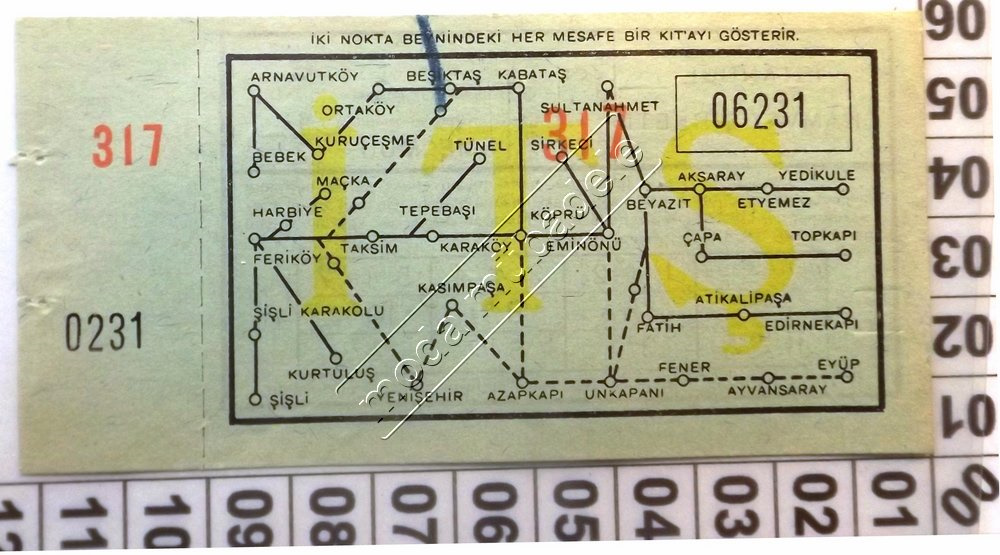 İKİ NOKTA BEYNİNDEKİ HER MESAFE BİR KIT'AYI GÖSTERİR.
ARNAVUTKÖY
BEŞİKTAŞ
KABATAŞ
ORTAKÖY
SULTANAHMET
06231
317
KURUÇEŞME
TÜNEL
SİRKECİ
317
BEBEK
MAÇKA
AKSARAY
YEDİKULE
HARBİYE
TEPEBAŞI
KÖPRÜ
BEYAZIT
ETYEMEZ
TAKSİM
KARAKÖY
EMİNÖNÜ
ÇAPA
TOPKAPI
FERİKÖY
KASIMPAŞA
ATİKALİPAŞA
ŞİŞLİ KARAKOLU
0231
FATİH
EDİRNEKAPI
KURTULUŞ
FENER
EYÜP
ŞİŞLİ
YENİŞEHİR
AZAPKAPI
UNKAPANI
AYVANSARAY
İTŞ
moda mezade
06
05
04
03
02
01
00
12
11
10
09
08
07
06
05
04
03
02
01